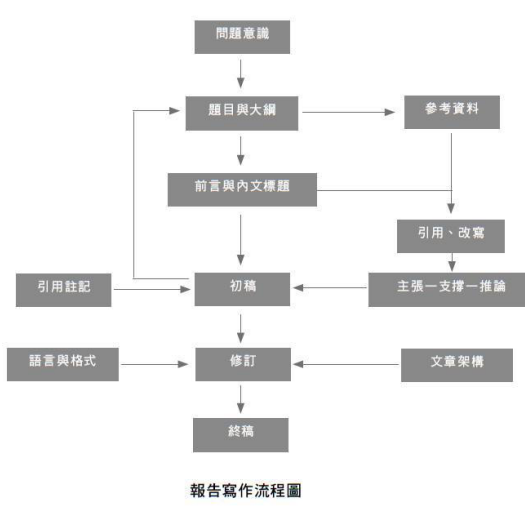 問題意識
題目與大綱
參考資料
前言與內文標題
引用、改寫
引用註記
初稿
主張—支撐—推論
語言與格式
修訂
文章架構
終稿
報告寫作流程圖